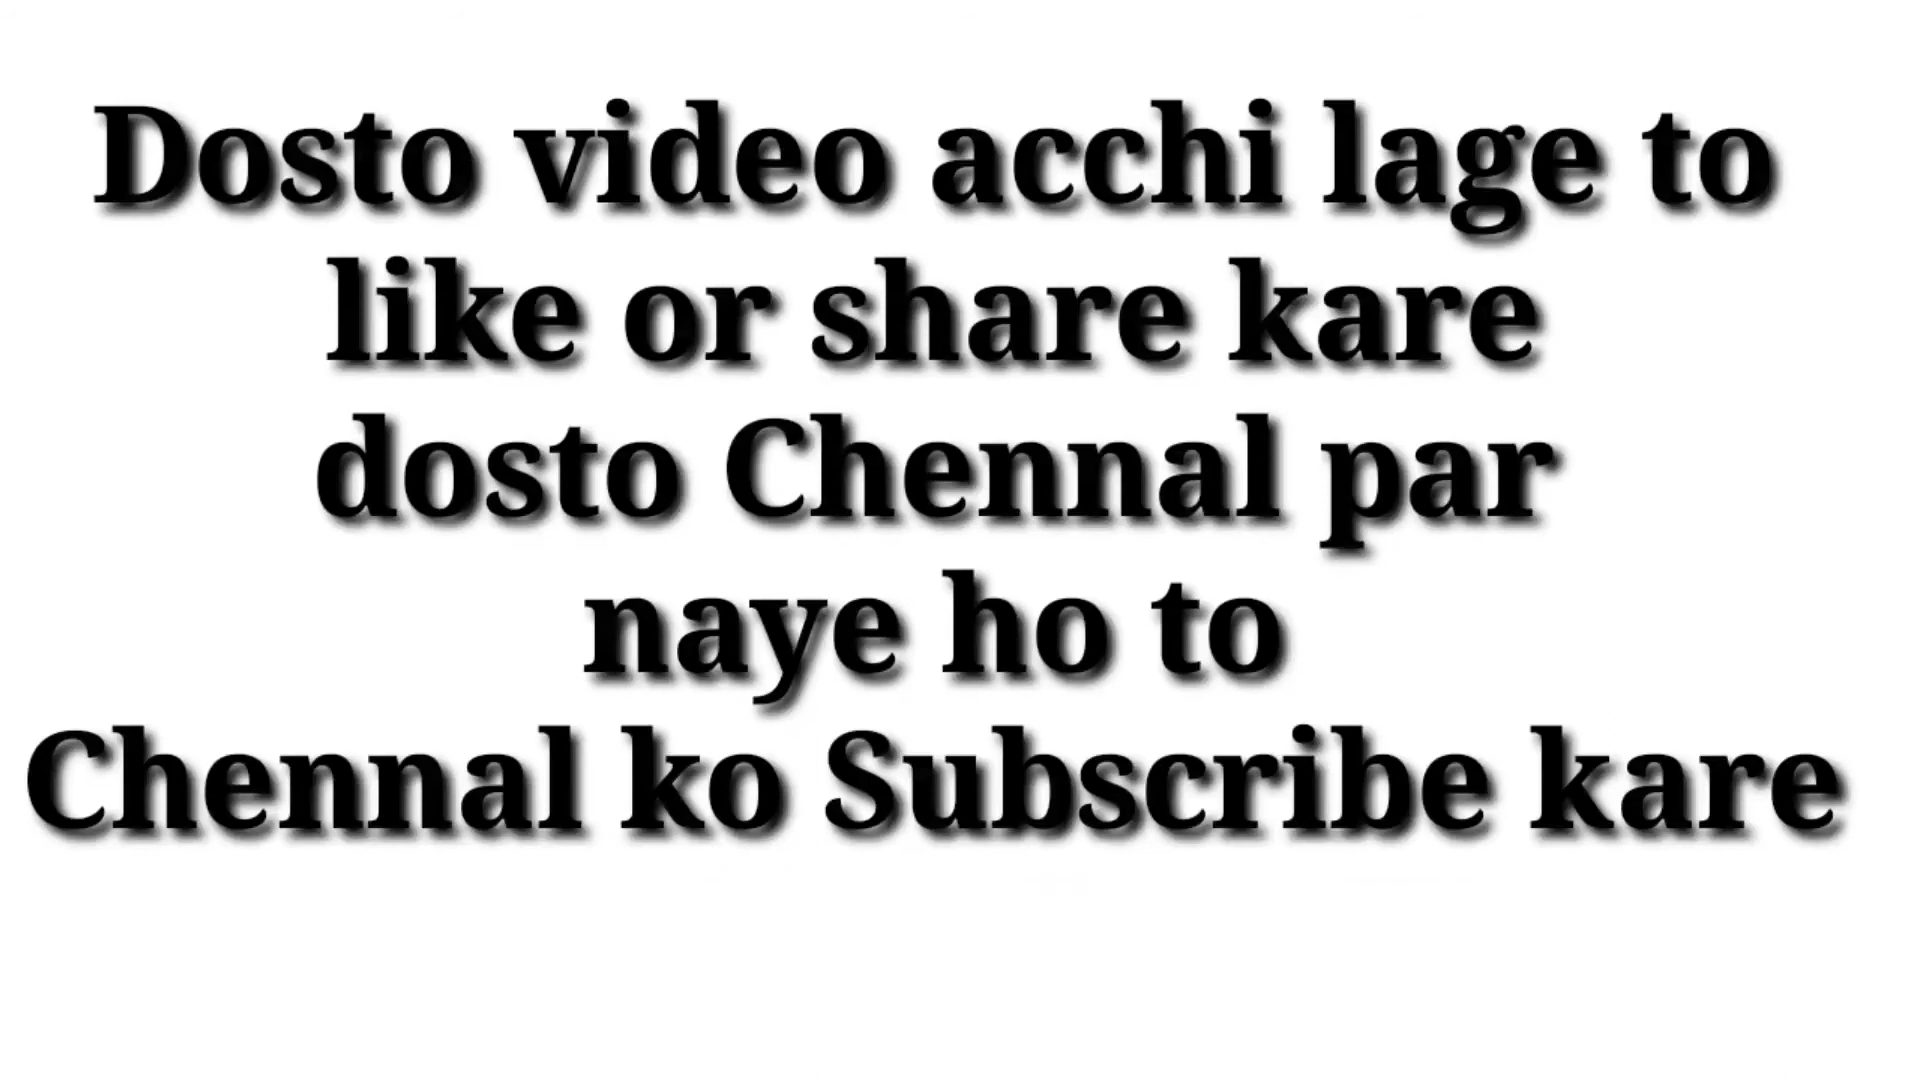 Dosto video acchi lage to
like or share kare
dosto Chennal par
naye ho to
Chennal ko Subscribe kare